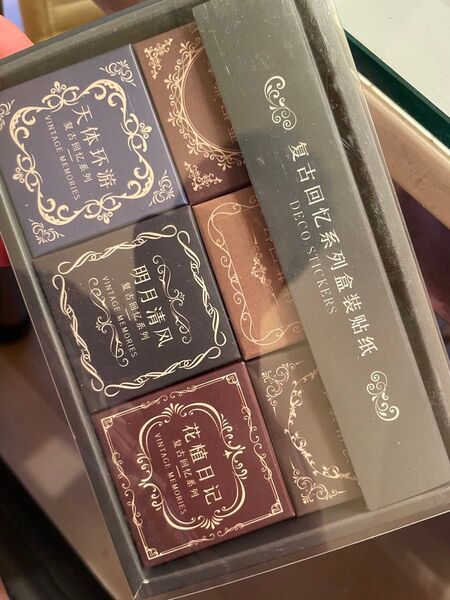 天体环游
复古回忆系列
VINTAGE MEMORIES
明月清风
复古回忆系列
VINTAGE MEMORIES
花植日记
复古回忆系列
VINTAGE MEMORIES
复古回忆系列盒装贴纸
DECO STICKERS